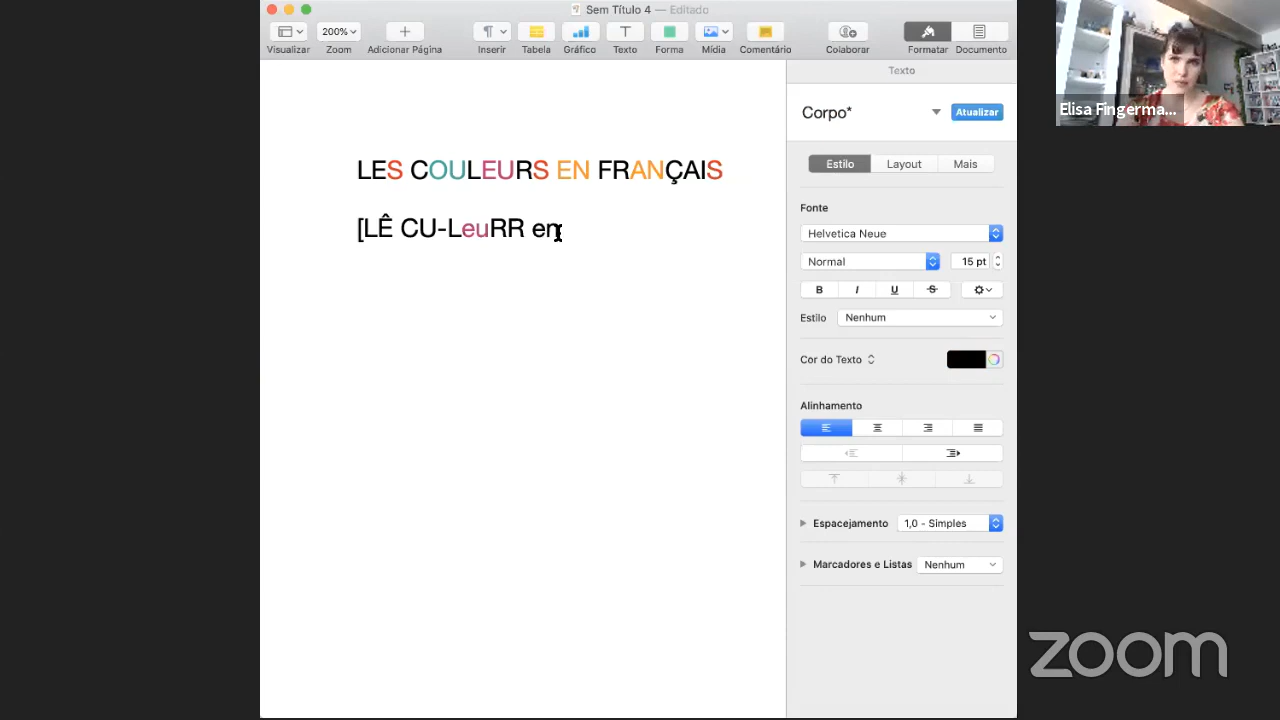 Sem Título 4 — Editado
200%
Visualizar
Zoom
Adicionar Página
Inserir
Tabela
Gráfico
Texto
Forma
Mídia
Comentário
Colaborar
Formatar
Documento
Texto
Elisa Fingerma...
Corpo*
Atualizar
LES COULEURS EN FRANÇAIS
[LÊ CU-LeuRR en
Estilo
Layout
Mais
Fonte
Helvetica Neue
Normal
15 pt
B I U S
Estilo
Nenhum
Cor do Texto
Alinhamento
Espacejamento
1,0 - Simples
Marcadores e Listas
Nenhum
zoom